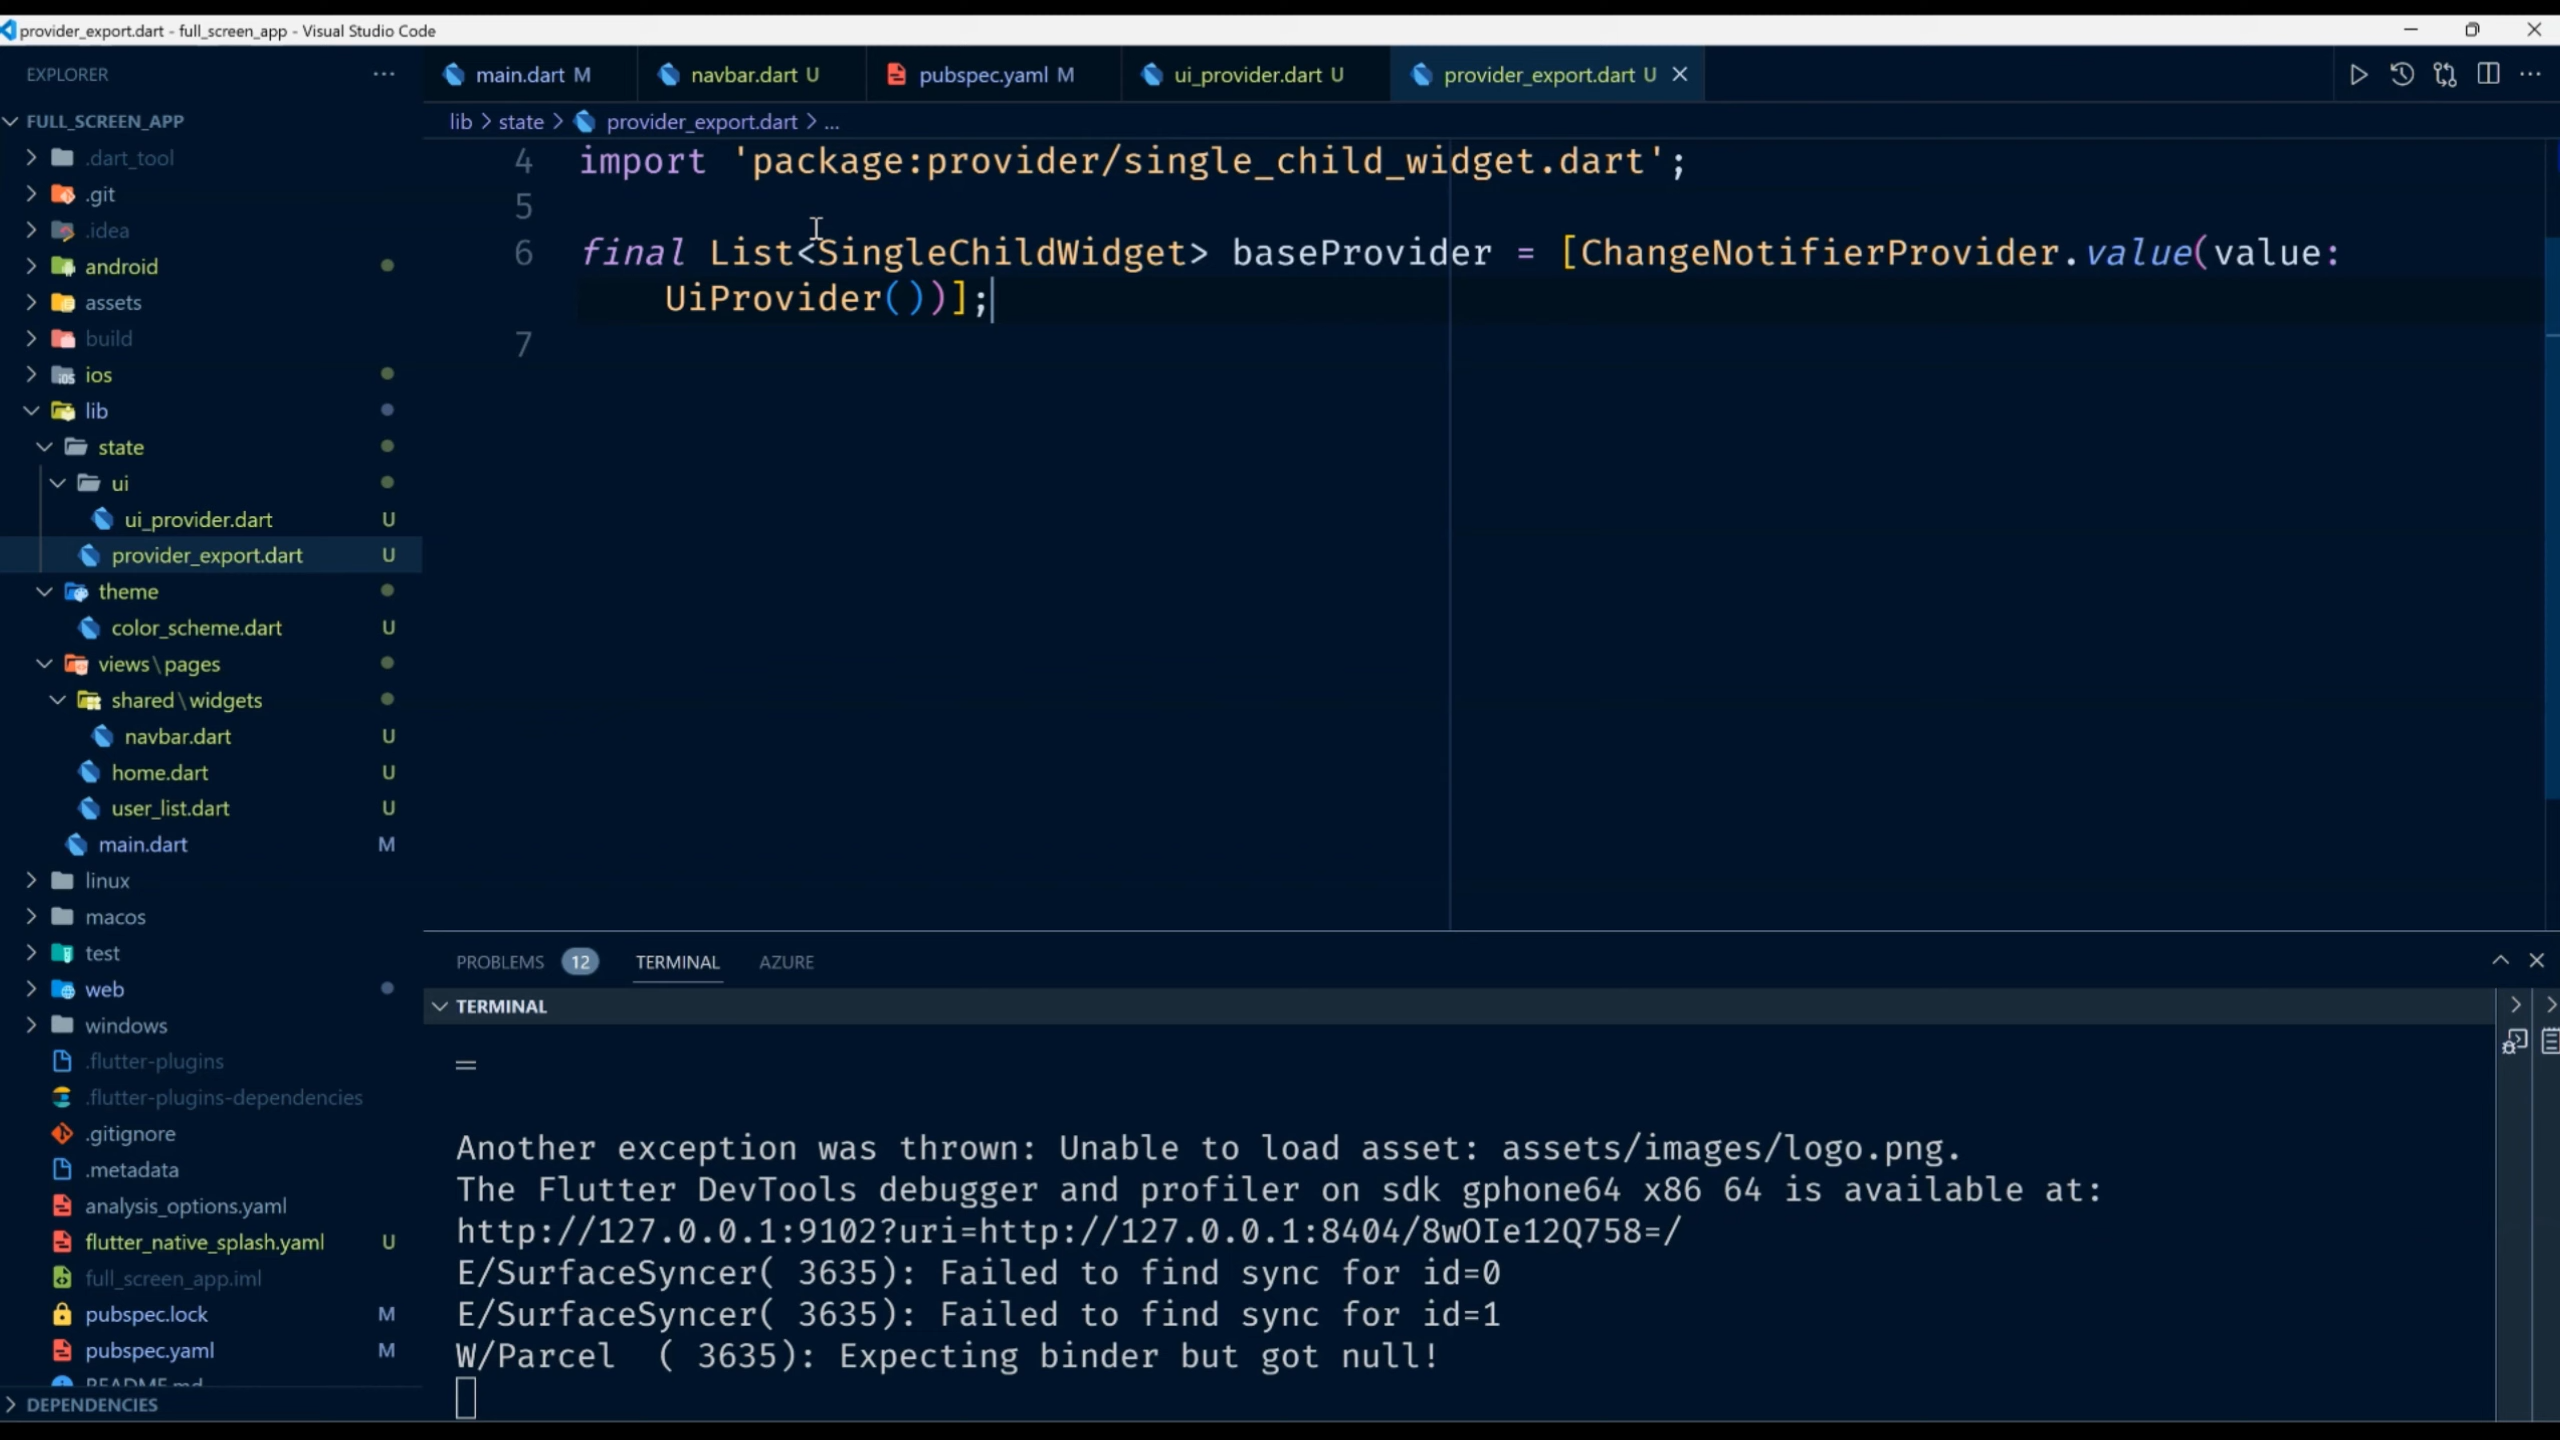 provider_export.dart - full_screen_app - Visual Studio Code
EXPLORER
main.dart M
navbar.dart U
pubspec.yaml M
ui_provider.dart U
provider_export.dart U
lib > state > provider_export.dart > ...
FULL_SCREEN_APP
.dart_tool
.git
.idea
android
assets
build
ios
lib
state
ui
ui_provider.dart U
provider_export.dart U
theme
color_scheme.dart U
views\pages
shared\widgets
navbar.dart U
home.dart U
user_list.dart U
main.dart M
linux
macos
test
web
windows
.flutter-plugins
.flutter-plugins-dependencies
.gitignore
.metadata
analysis_options.yaml
flutter_native_splash.yaml U
full_screen_app.iml
pubspec.lock M
pubspec.yaml M
README.md
DEPENDENCIES
4 import 'package:provider/single_child_widget.dart';
5
6 final List<SingleChildWidget> baseProvider = [ChangeNotifierProvider.value(value:
UiProvider())];
7
PROBLEMS 12 TERMINAL AZURE
TERMINAL
=
Another exception was thrown: Unable to load asset: assets/images/logo.png.
The Flutter DevTools debugger and profiler on sdk gphone64 x86 64 is available at:
http://127.0.0.1:9102?uri=http://127.0.0.1:8404/8wOIe12Q758=/
E/SurfaceSyncer( 3635): Failed to find sync for id=0
E/SurfaceSyncer( 3635): Failed to find sync for id=1
W/Parcel  ( 3635): Expecting binder but got null!